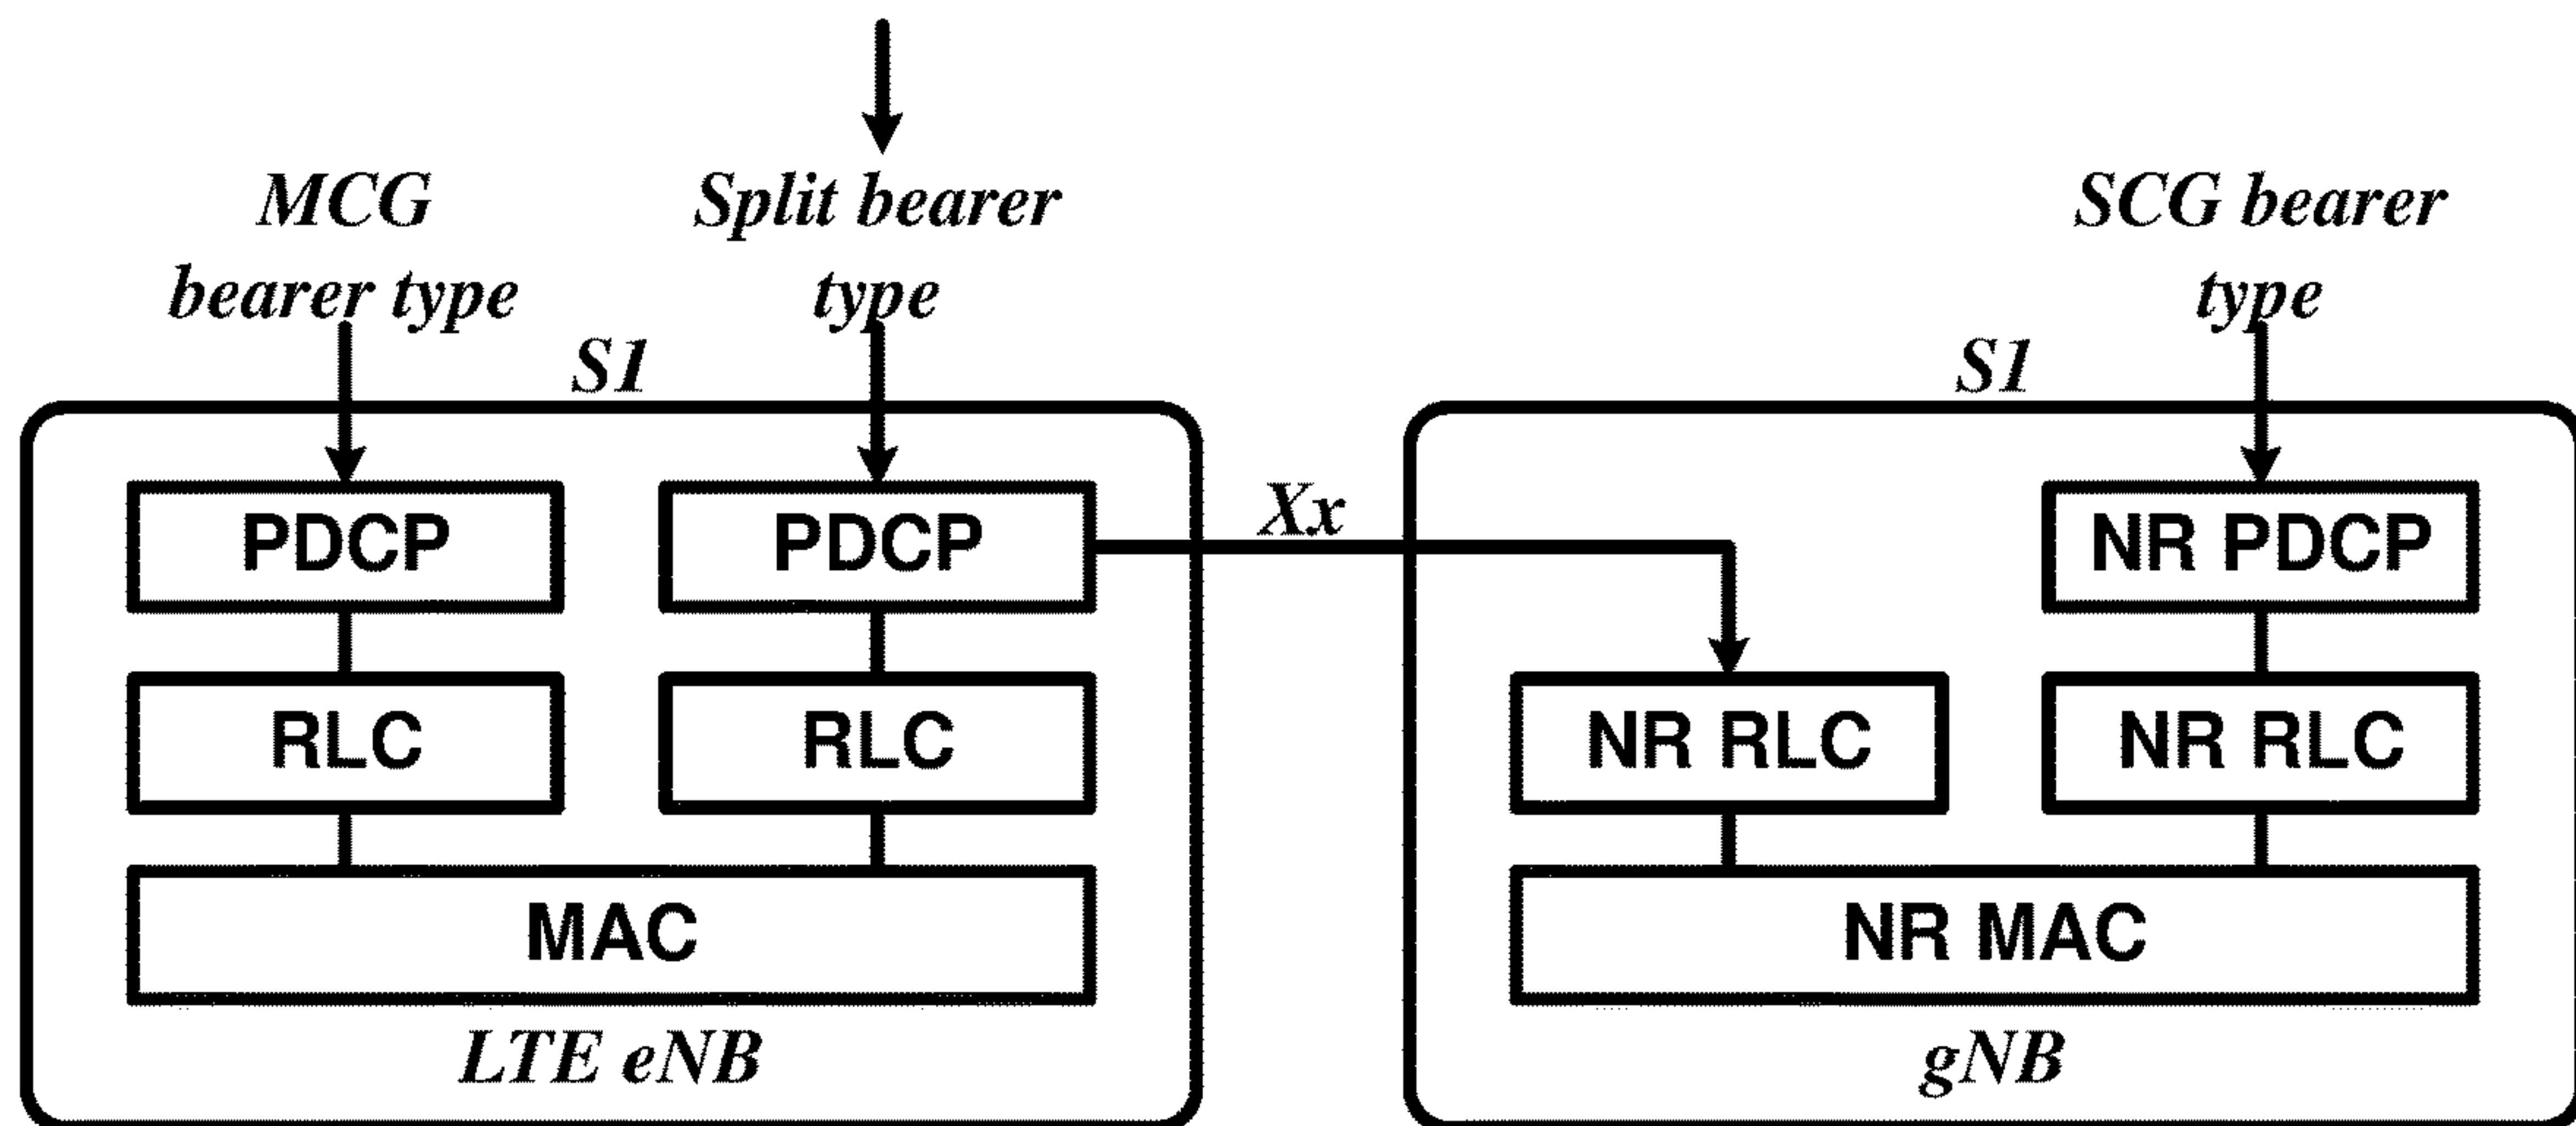 MCG
bearer type
Split bearer
type
SCG bearer
type
S1
S1
PDCP
PDCP
Xx
NR PDCP
RLC
RLC
NR RLC
NR RLC
MAC
NR MAC
LTE eNB
gNB